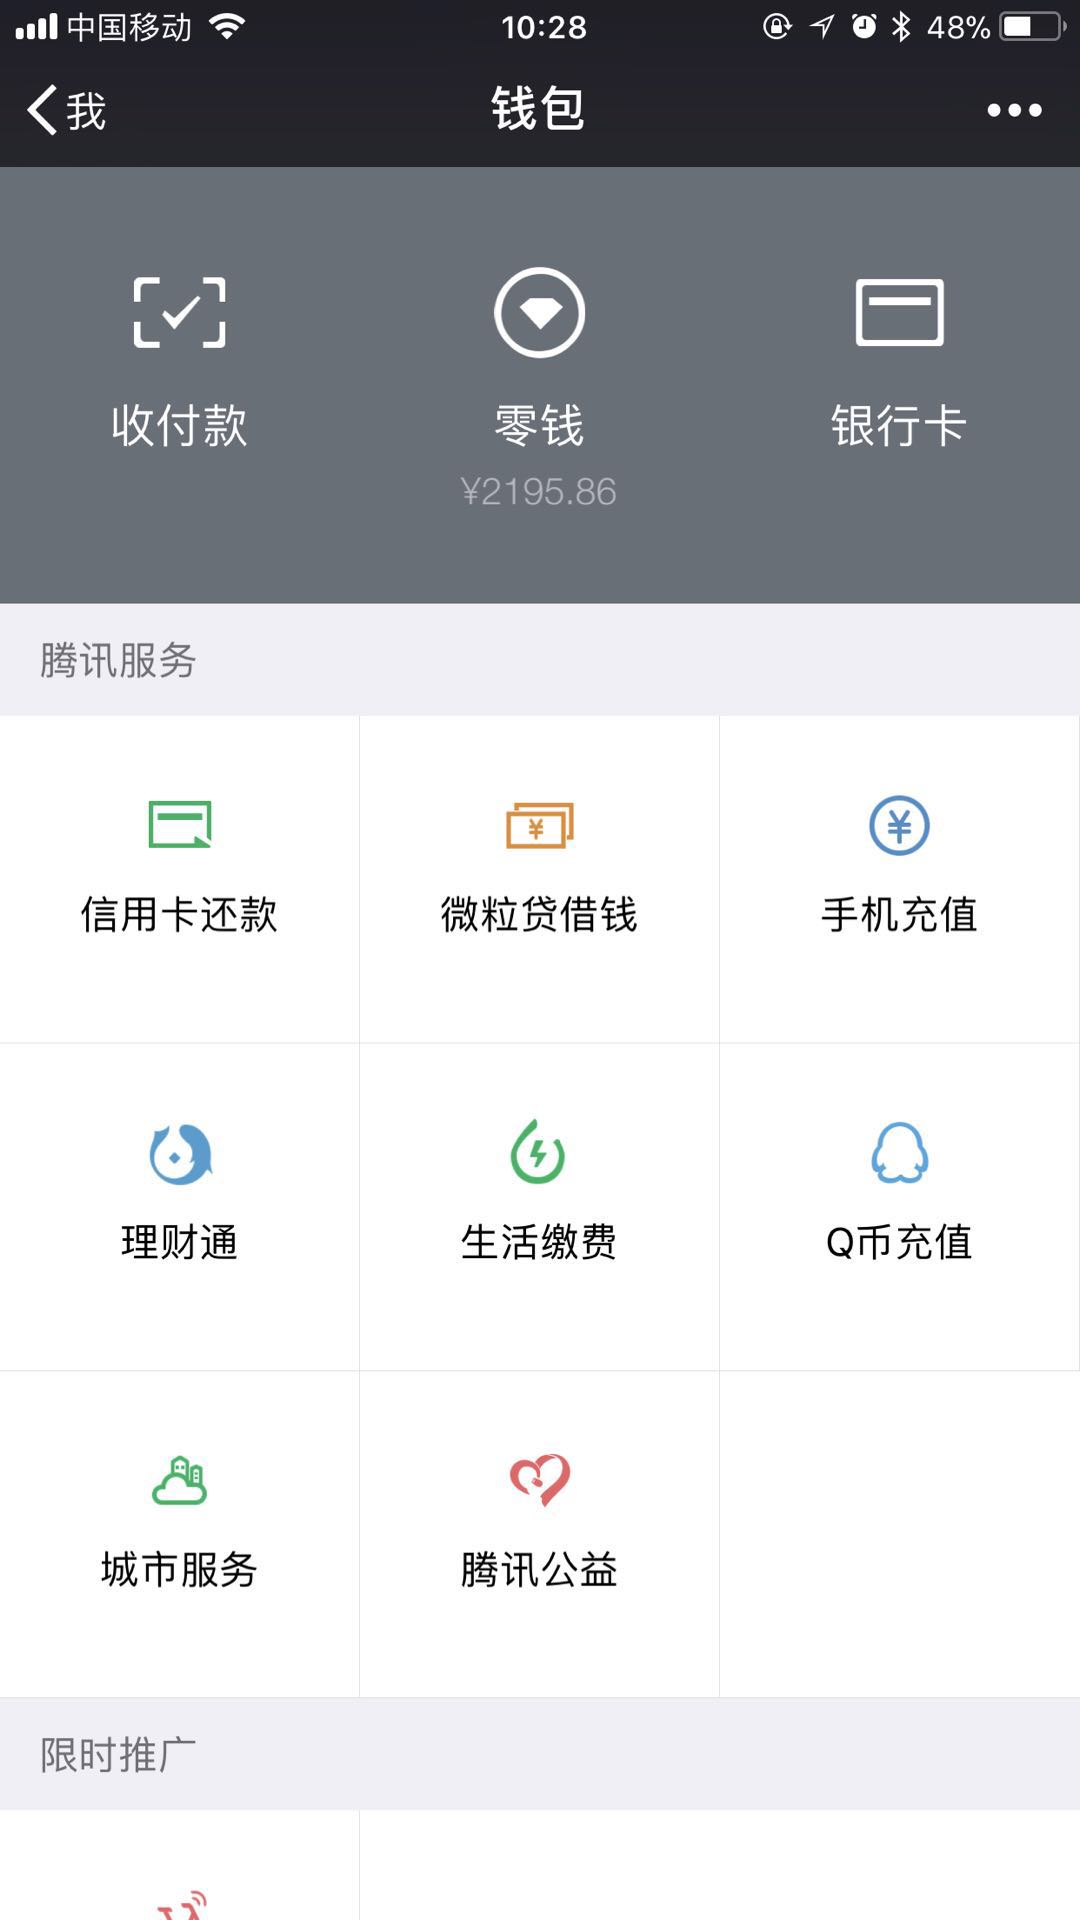 中国移动 10:28 48%
我 钱包
收付款 零钱 银行卡
¥2195.86
腾讯服务
信用卡还款 微粒贷借钱 手机充值
理财通 生活缴费 Q币充值
城市服务 腾讯公益
限时推广